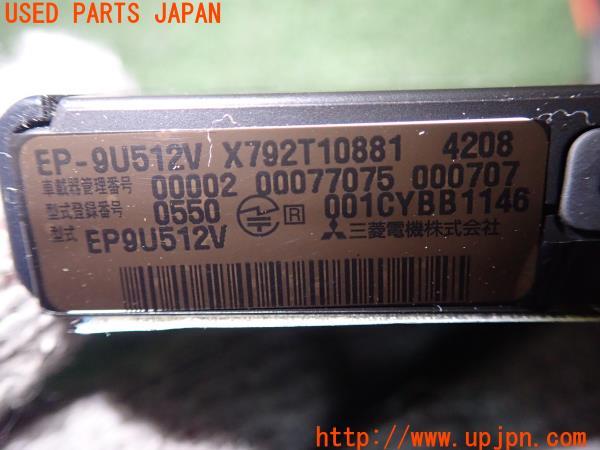 USED PARTS JAPAN
EP-9U512V X792T10881 4208
車載器管理番号 00002 00077075 000707
型式登録番号 0550 R 001CYBB1146
型式 EP9U512V 三菱電機株式会社
http://www.upjpn.com/